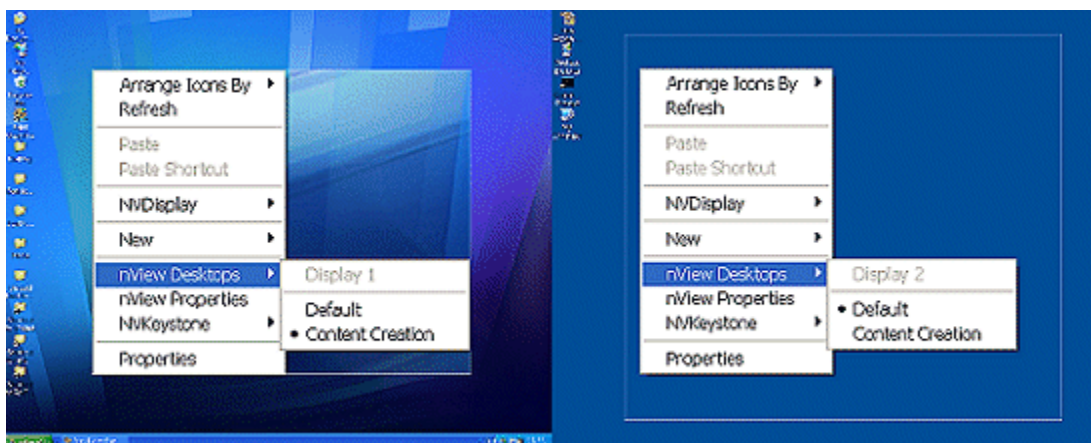 Arrange Icons By
Refresh
Paste
Paste Shortcut
NVDisplay
New
nView Desktops
nView Properties
NVKeystone
Properties
Display 1
Default
Content Creation
Arrange Icons By
Refresh
Paste
Paste Shortcut
NVDisplay
New
nView Desktops
nView Properties
NVKeystone
Properties
Display 2
Default
Content Creation